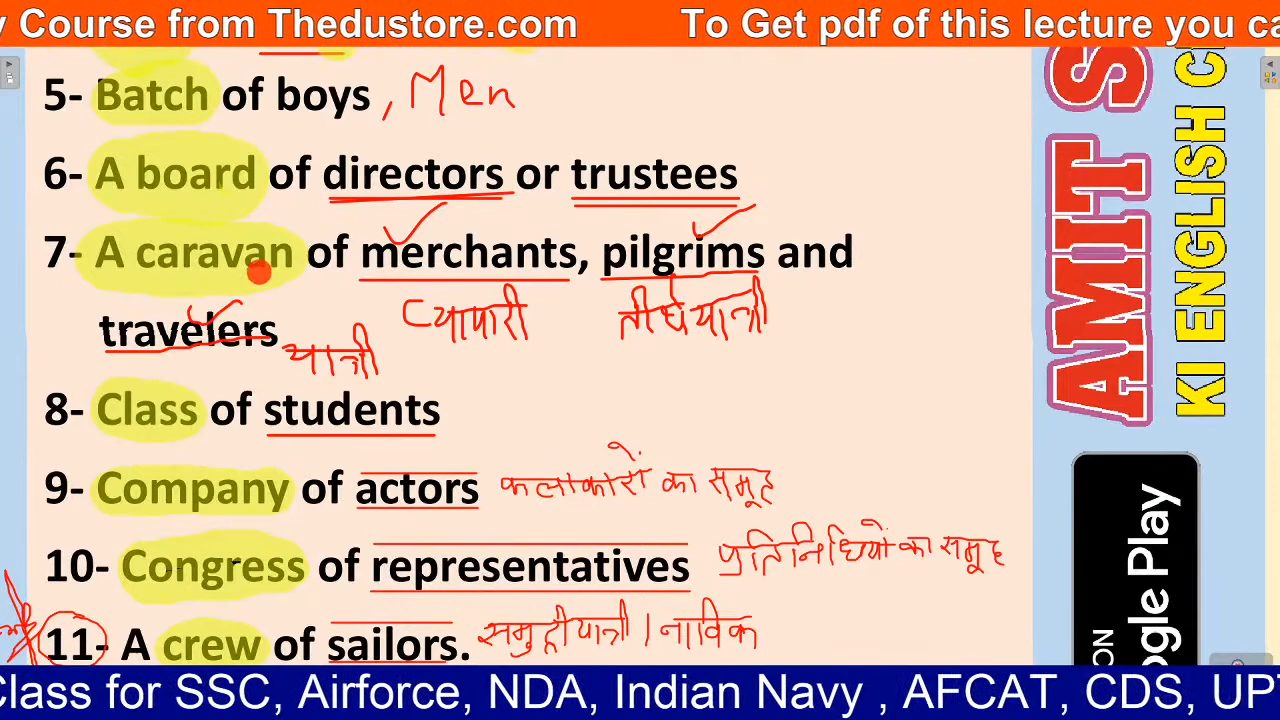 y Course from Thedustore.com To Get pdf of this lecture you ca
5- Batch of boys , Men
6- A board of directors or trustees
7- A caravan of merchants, pilgrims and
travelers
व्यापारी तीर्थयात्री
यात्री
8- Class of students
9- Company of actors कलाकारों का समूह
10- Congress of representatives प्रतिनिधियों का समूह
11- A crew of sailors. समुद्रीयात्री / नाविक
AMIT S
KI ENGLISH C
ON
ogle Play
Class for SSC, Airforce, NDA, Indian Navy , AFCAT, CDS, UPT